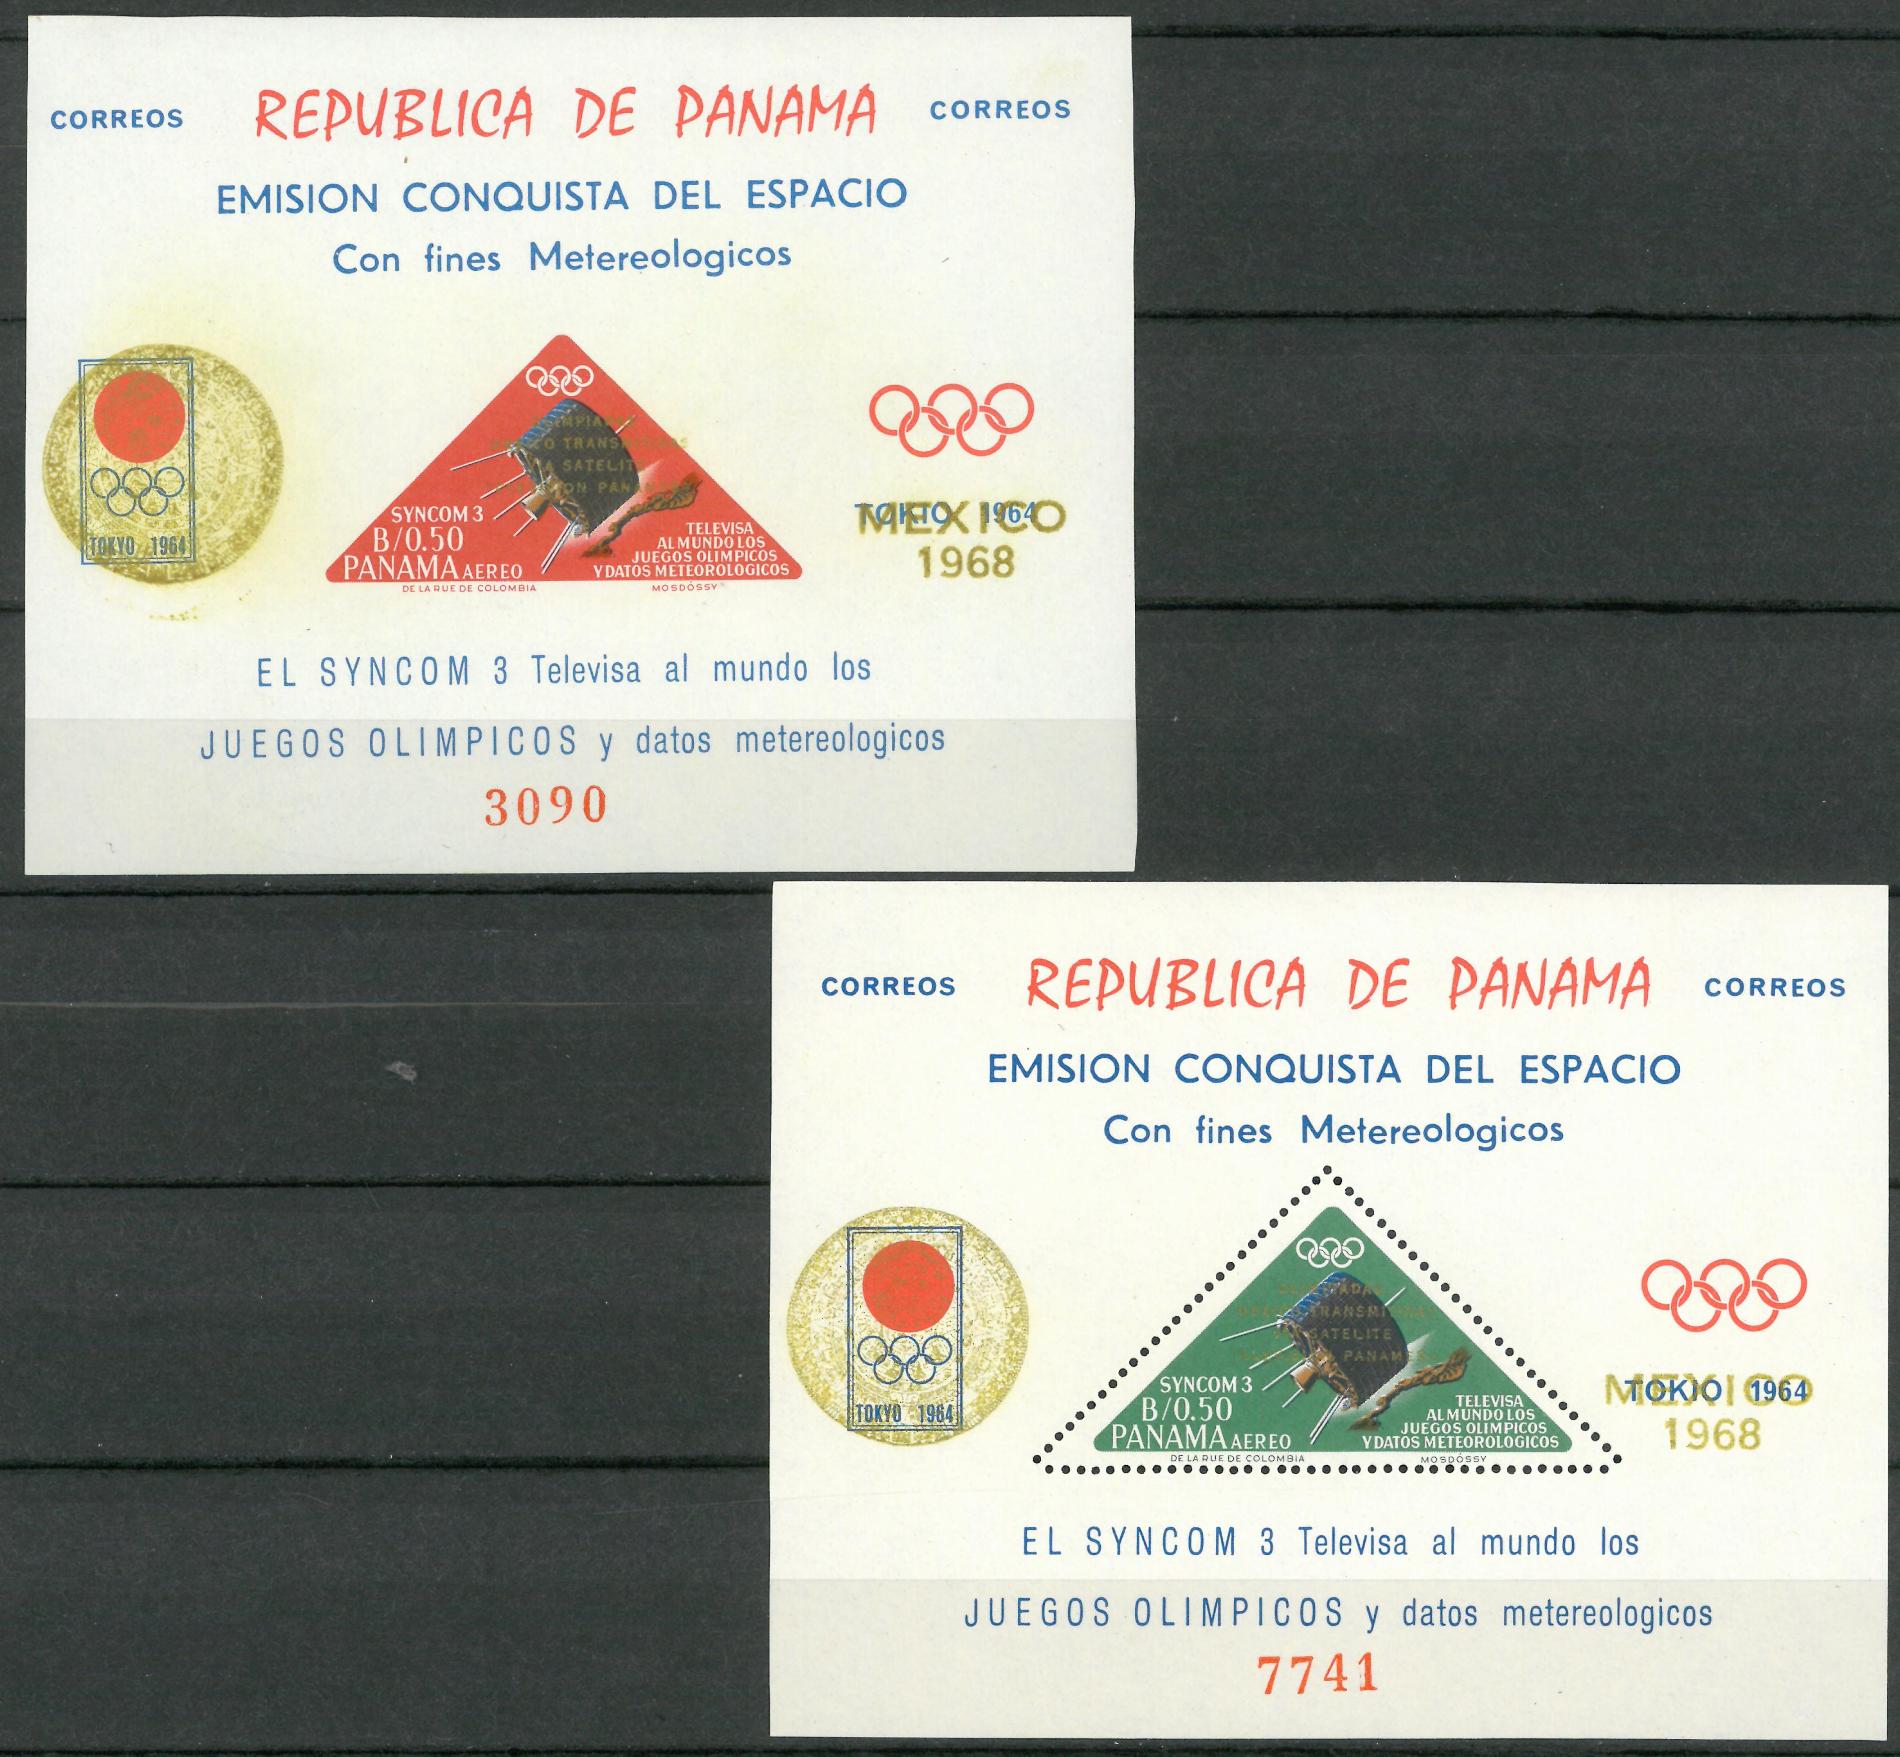 CORREOS REPUBLICA DE PANAMA CORREOS
EMISION CONQUISTA DEL ESPACIO
Con fines Metereologicos
TOKYO 1964
TRANS
SATELIT
SYNCOM 3
B/0.50
PANAMA AEREO
TELEVISA
AL MUNDO LOS
JUEGOS OLIMPICOS
Y DATOS METEOROLOGICOS
DE LA RUE DE COLOMBIA MOSDÓSSY
TOKIO 1964
MEXICO
1968
EL SYNCOM 3 Televisa al mundo los
JUEGOS OLIMPICOS y datos metereologicos
3090
CORREOS REPUBLICA DE PANAMA CORREOS
EMISION CONQUISTA DEL ESPACIO
Con fines Metereologicos
TOKYO 1964
SATELITE
SYNCOM 3
B/0.50
PANAMA AEREO
TELEVISA
AL MUNDO LOS
JUEGOS OLIMPICOS
Y DATOS METEOROLOGICOS
DE LA RUE DE COLOMBIA MOSDÓSSY
TOKIO 1964
MEXICO
1968
EL SYNCOM 3 Televisa al mundo los
JUEGOS OLIMPICOS y datos metereologicos
7741